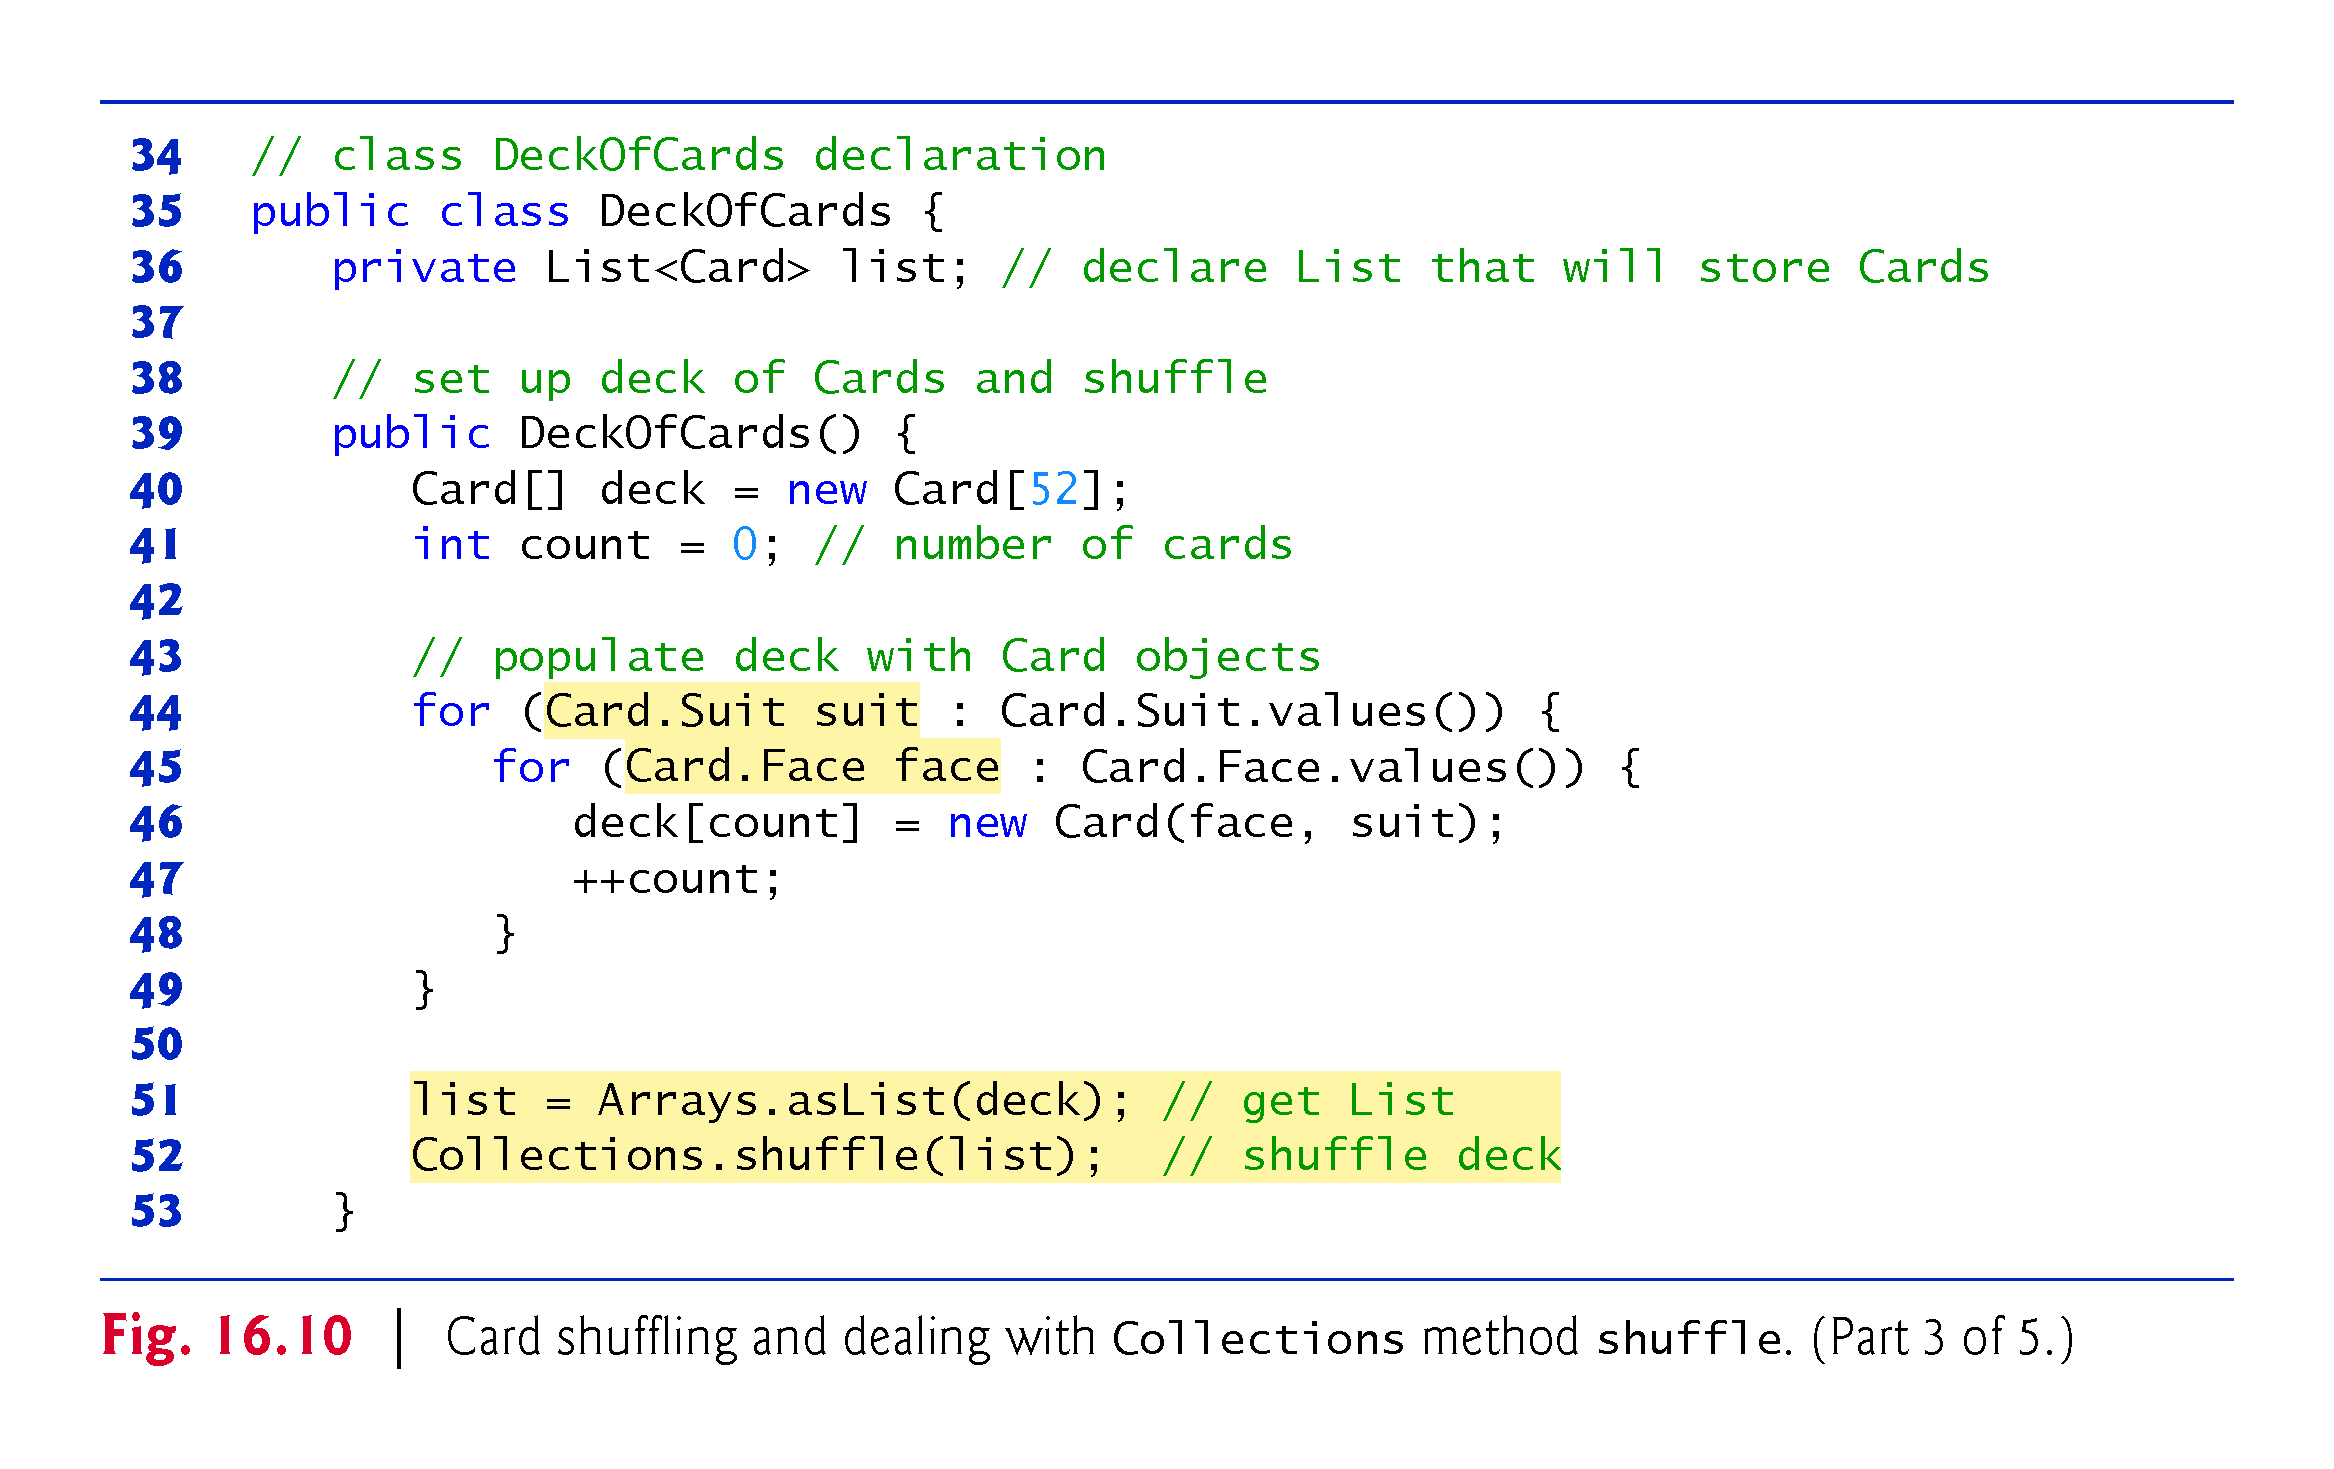 34 // class DeckOfCards declaration
35 public class DeckOfCards {
36 private List<Card> list; // declare List that will store Cards
37
38 // set up deck of Cards and shuffle
39 public DeckOfCards() {
40 Card[] deck = new Card[52];
41 int count = 0; // number of cards
42
43 // populate deck with Card objects
44 for (Card.Suit suit : Card.Suit.values()) {
45 for (Card.Face face : Card.Face.values()) {
46 deck[count] = new Card(face, suit);
47 ++count;
48 }
49 }
50
51 list = Arrays.asList(deck); // get List
52 Collections.shuffle(list); // shuffle deck
53 }
Fig. 16.10 | Card shuffling and dealing with Collections method shuffle. (Part 3 of 5.)